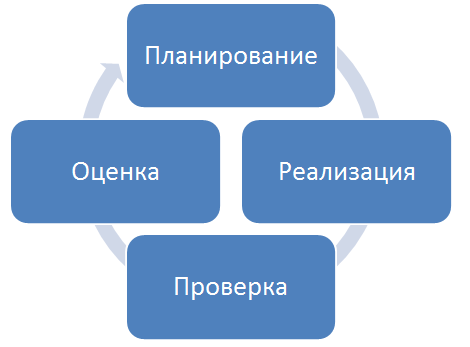 Планирование
Оценка
Реализация
Проверка